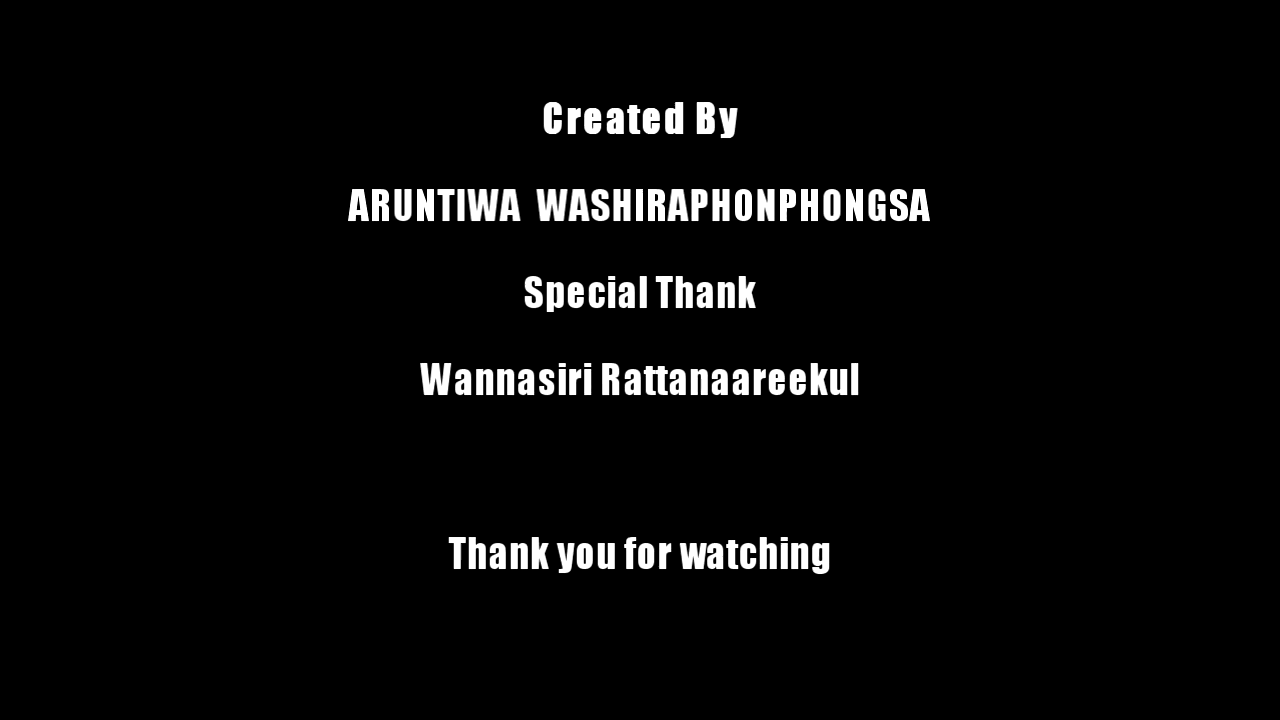 Created By
ARUNTIWA WASHIRAPHONPHONGSA
Special Thank
Wannasiri Rattanaareekul
Thank you for watching